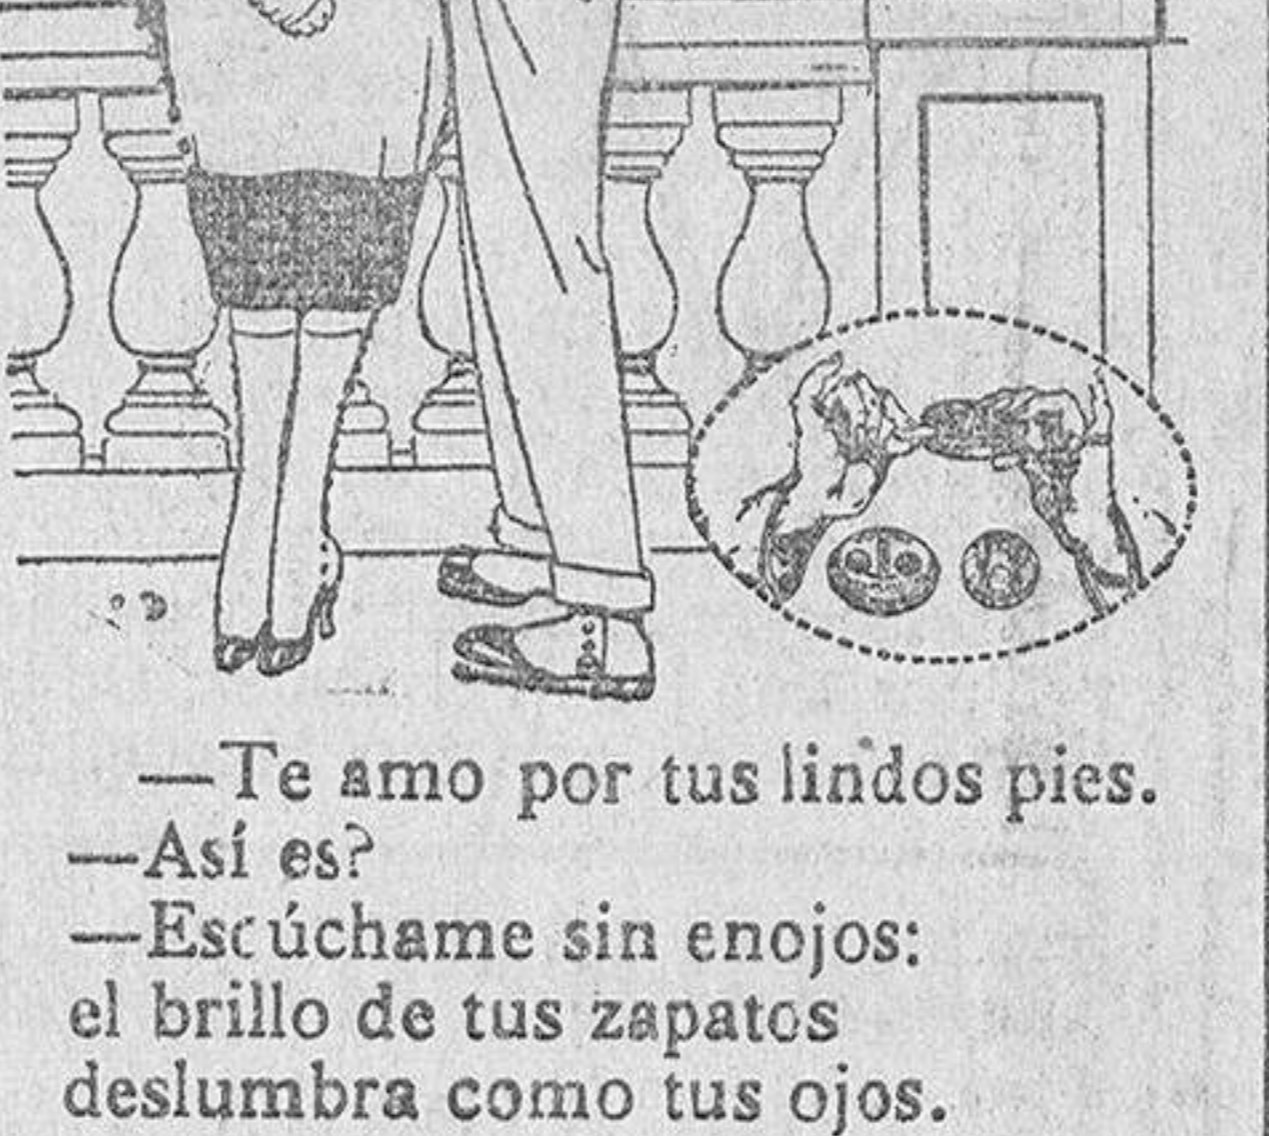 —Te amo por tus lindos pies.
—Así es?
—Escúchame sin enojos:
el brillo de tus zapatos
deslumbra como tus ojos.